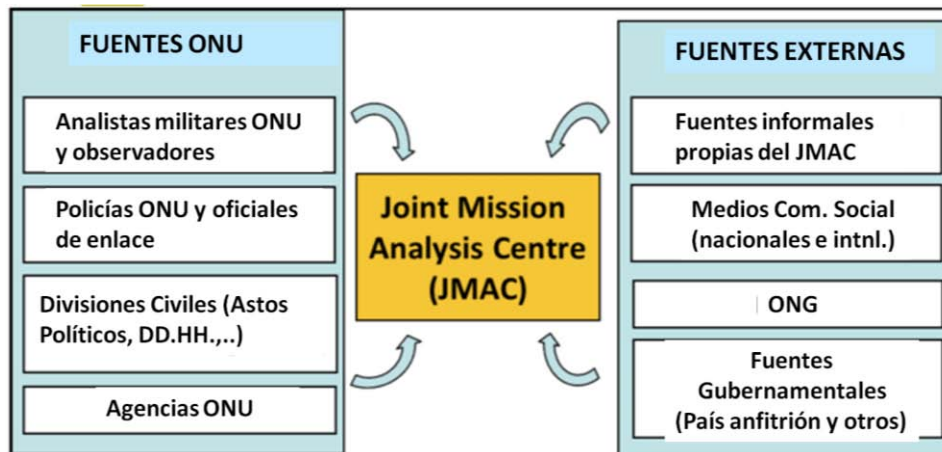 FUENTES ONU
Analistas militares ONU
y observadores
Policías ONU y oficiales
de enlace
Divisiones Civiles (Astos
Políticos, DD.HH.,..)
Agencias ONU
Joint Mission
Analysis Centre
(JMAC)
FUENTES EXTERNAS
Fuentes informales
propias del JMAC
Medios Com. Social
(nacionales e intnl.)
ONG
Fuentes
Gubernamentales
(País anfitrión y otros)